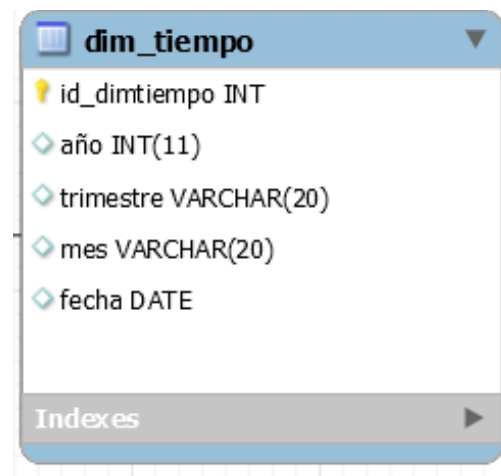 dim_tiempo
id_dimtiempo INT
año INT(11)
trimestre VARCHAR(20)
mes VARCHAR(20)
fecha DATE
Indexes